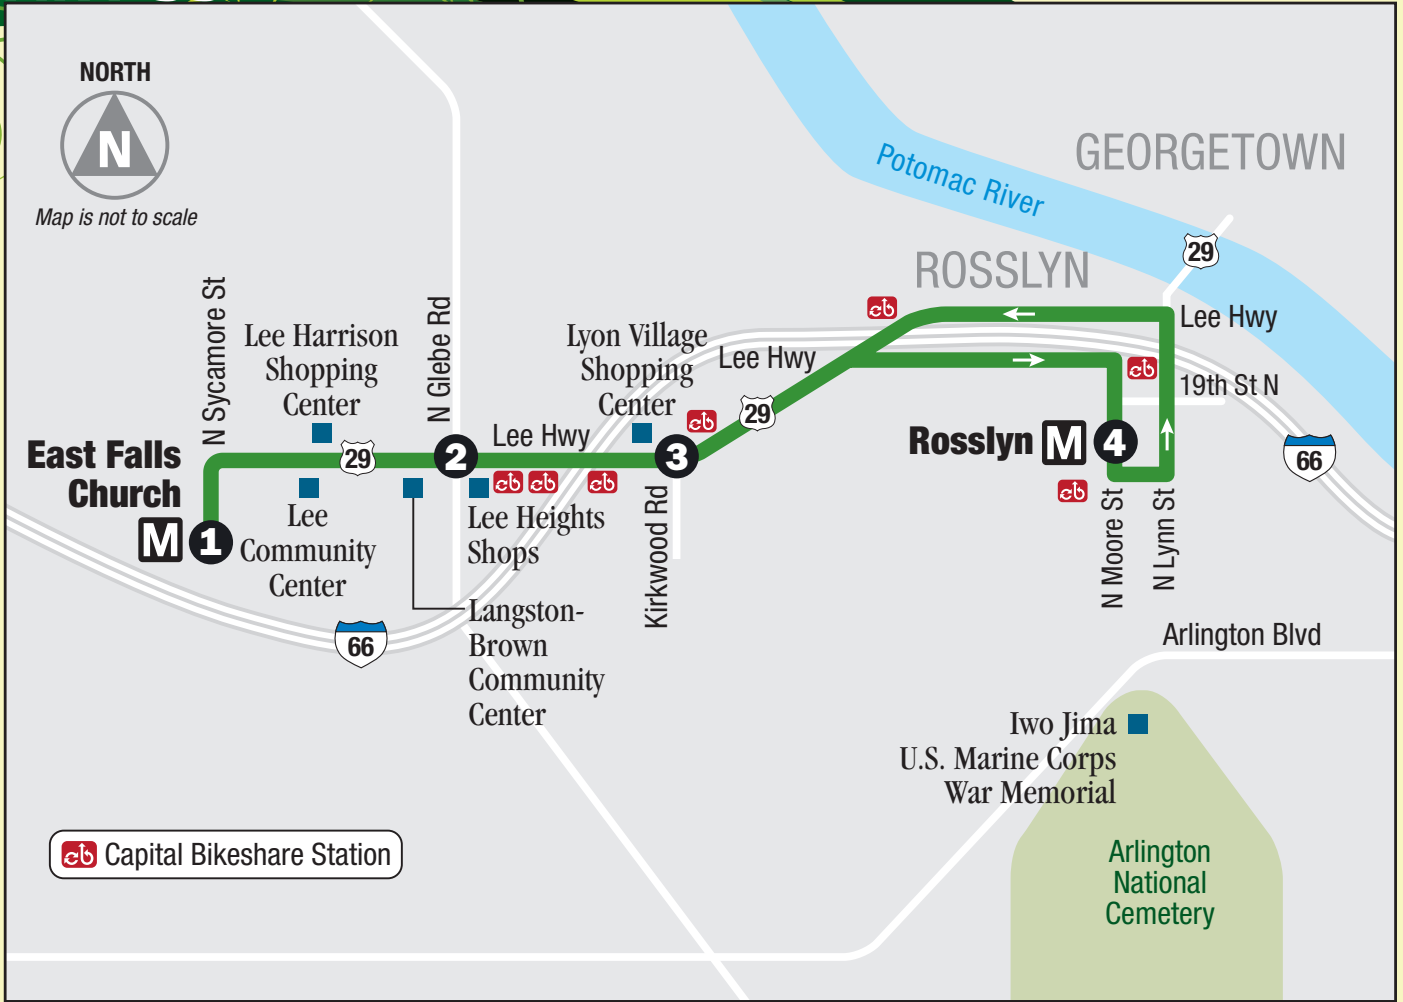 NORTH
N
Map is not to scale
GEORGETOWN
Potomac River
29
ROSSLYN
Lee Hwy
N Sycamore St
Lee Harrison
Shopping
Center
N Glebe Rd
Lyon Village
Shopping
Center
Lee Hwy
19th St N
29
Lee Hwy
East Falls
Church
M
1
29
2
3
Rosslyn M 4
66
Lee
Community
Center
Lee Heights
Shops
Kirkwood Rd
N Moore St
N Lynn St
66
Langston-
Brown
Community
Center
Arlington Blvd
Iwo Jima
U.S. Marine Corps
War Memorial
cb Capital Bikeshare Station
Arlington
National
Cemetery